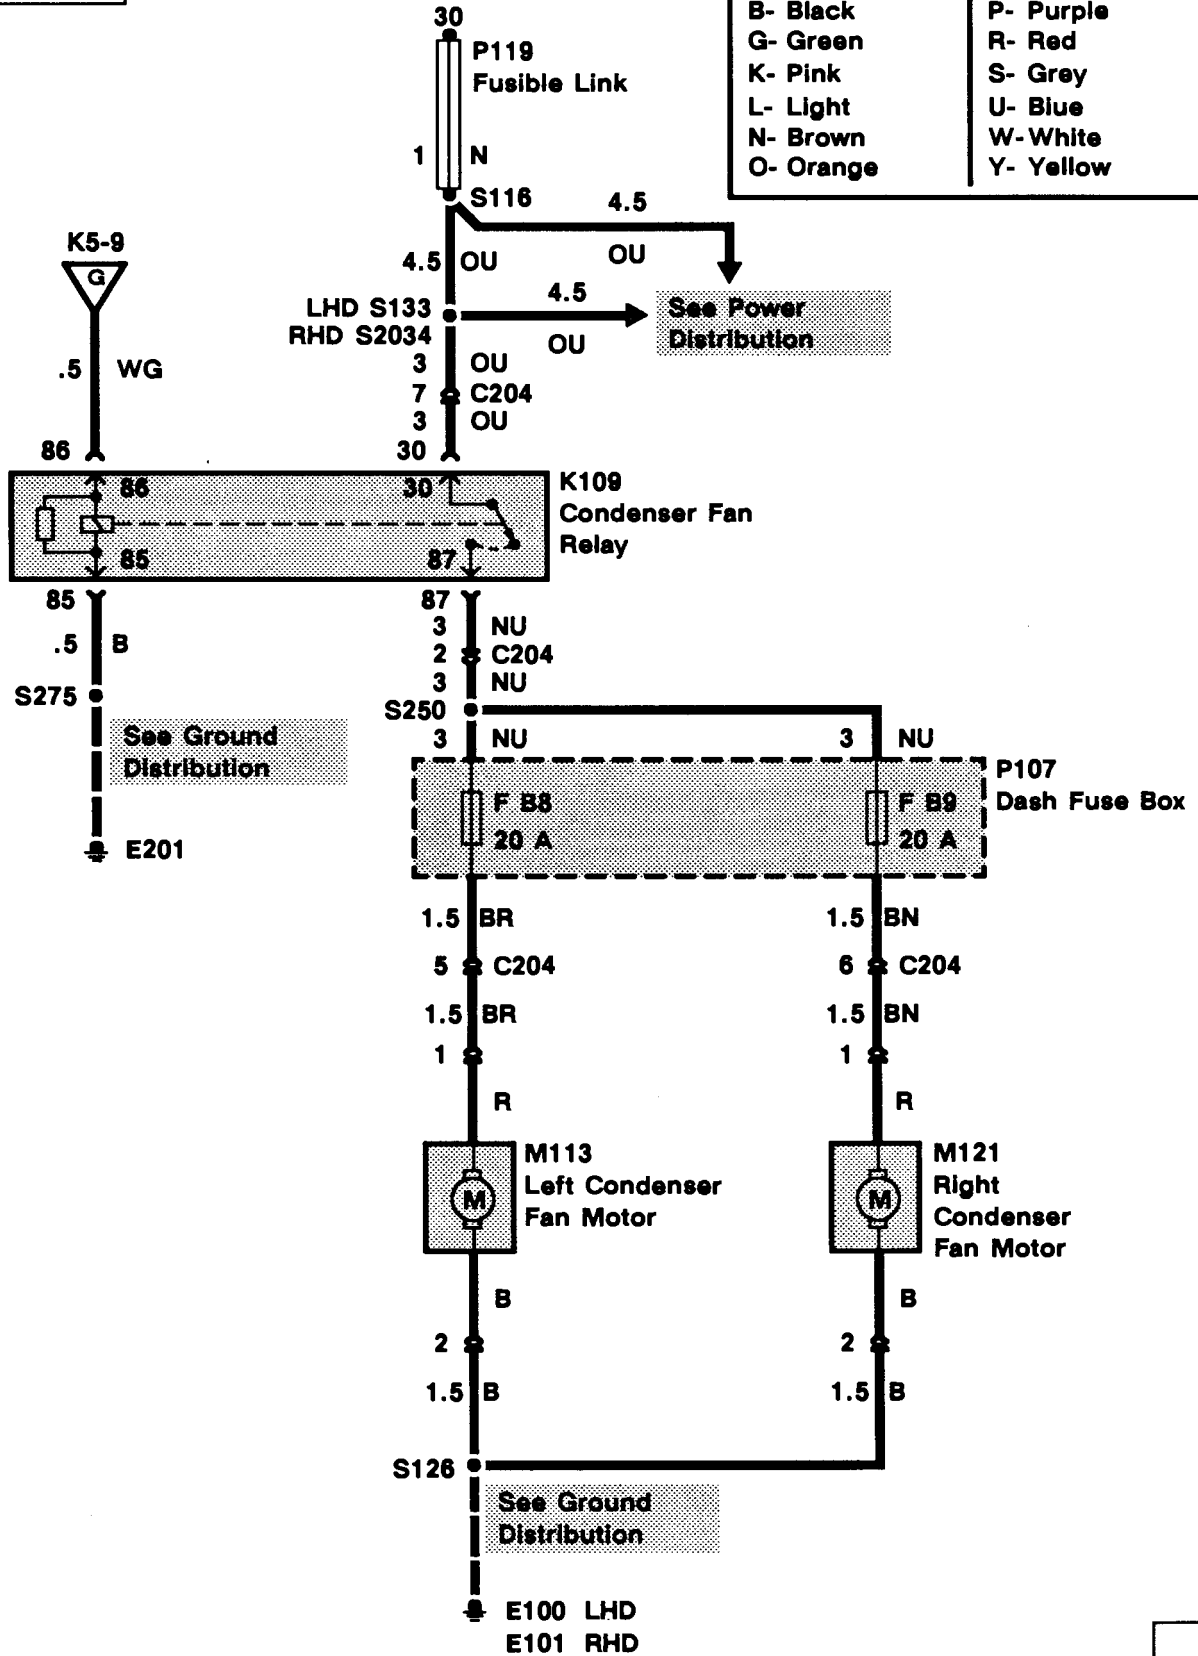 B- Black
G- Green
K- Pink
L- Light
N- Brown
O- Orange
P- Purple
R- Red
S- Grey
U- Blue
W- White
Y- Yellow
30
P119
Fusible Link
1 N
S116
4.5
OU
4.5 OU
K5-9
G
LHD S133
RHD S2034
4.5
OU
See Power
Distribution
3 OU
7 C204
3 OU
.5 WG
86
30
86
30
85
87
K109
Condenser Fan
Relay
85
87
.5 B
3 NU
2 C204
3 NU
S275
S250
See Ground
Distribution
E201
3 NU
3 NU
P107
Dash Fuse Box
F B8
20 A
F B9
20 A
1.5 BR
1.5 BN
5 C204
6 C204
1.5 BR
1.5 BN
1
1
R
R
M113
Left Condenser
Fan Motor
M
M121
Right
Condenser
Fan Motor
M
B
B
2
2
1.5 B
1.5 B
S126
See Ground
Distribution
E100 LHD
E101 RHD